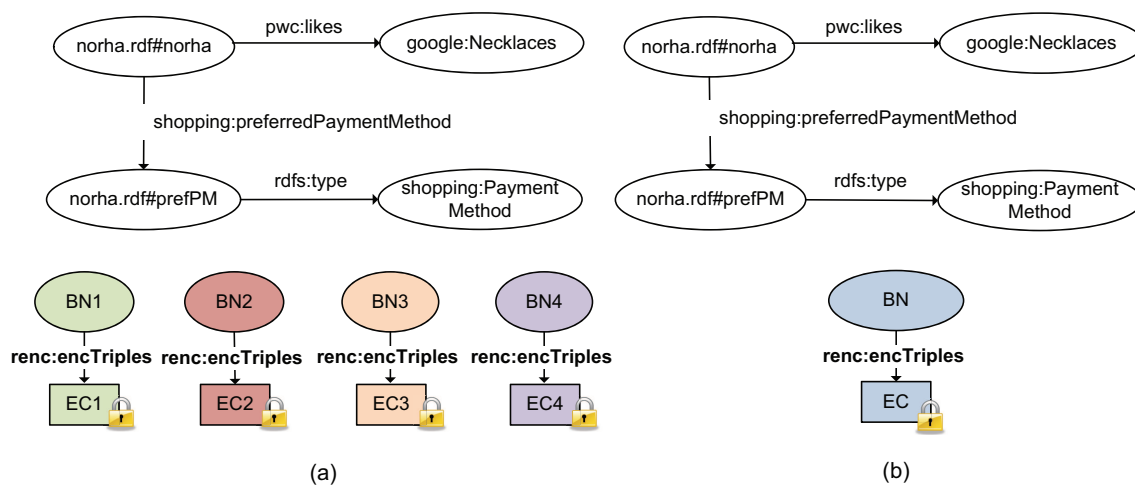 norha.rdf#norha
pwc:likes
google:Necklaces
shopping:preferredPaymentMethod
norha.rdf#prefPM
rdfs:type
shopping:Payment
Method
BN1
BN2
BN3
BN4
renc:encTriples
renc:encTriples
renc:encTriples
renc:encTriples
EC1
EC2
EC3
EC4
(a)
norha.rdf#norha
pwc:likes
google:Necklaces
shopping:preferredPaymentMethod
norha.rdf#prefPM
rdfs:type
shopping:Payment
Method
BN
renc:encTriples
EC
(b)